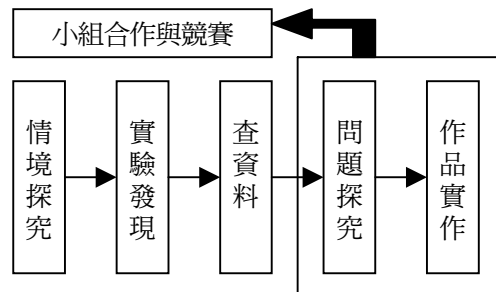 小組合作與競賽
情境探究
實驗發現
查資料
問題探究
作品實作